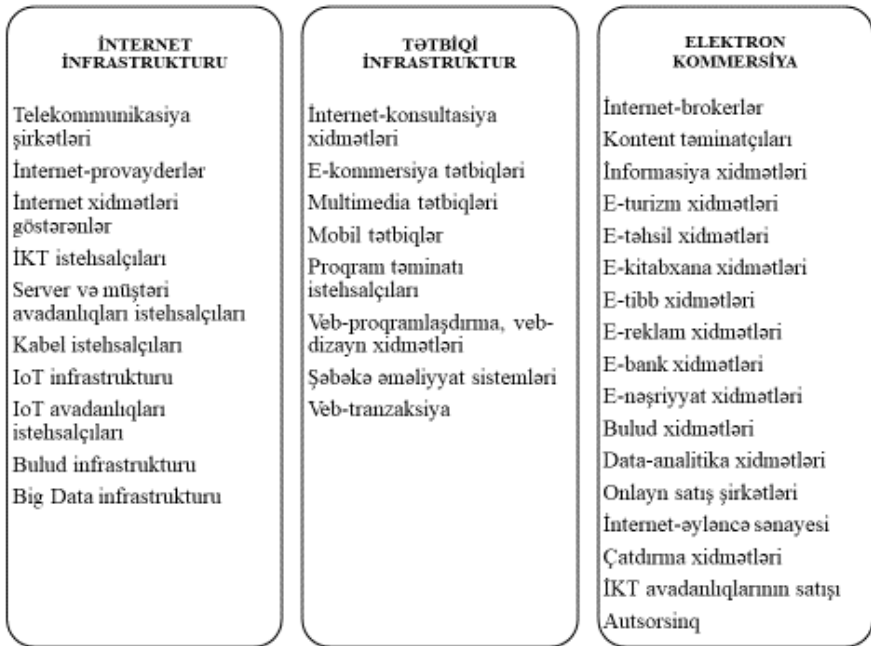 İNTERNET
İNFRASTRUKTURU
Telekommunikasiya
şirkətləri
İnternet-provayderlər
İnternet xidmətləri
göstərənlər
İKT istehsalçıları
Server və müştəri
avadanlıqları istehsalçıları
Kabel istehsalçıları
IoT infrastrukturu
IoT avadanlıqları
istehsalçıları
Bulud infrastrukturu
Big Data infrastrukturu
TƏTBİQİ
İNFRASTRUKTUR
İnternet-konsultasiya
xidmətləri
E-kommersiya tətbiqləri
Multimedia tətbiqləri
Mobil tətbiqlər
Proqram təminatı
istehsalçıları
Veb-proqramlaşdırma, veb-
dizayn xidmətləri
Şəbəkə əməliyyat sistemləri
Veb-tranzaksiya
ELEKTRON
KOMMERSİYA
İnternet-brokerlər
Kontent təminatçıları
İnformasiya xidmətləri
E-turizm xidmətləri
E-təhsil xidmətləri
E-kitabxana xidmətləri
E-tibb xidmətləri
E-reklam xidmətləri
E-bank xidmətləri
E-nəşriyyat xidmətləri
Bulud xidmətləri
Data-analitika xidmətləri
Onlayn satış şirkətləri
İnternet-əyləncə sənayesi
Çatdırma xidmətləri
İKT avadanlıqlarının satışı
Autsorsinq